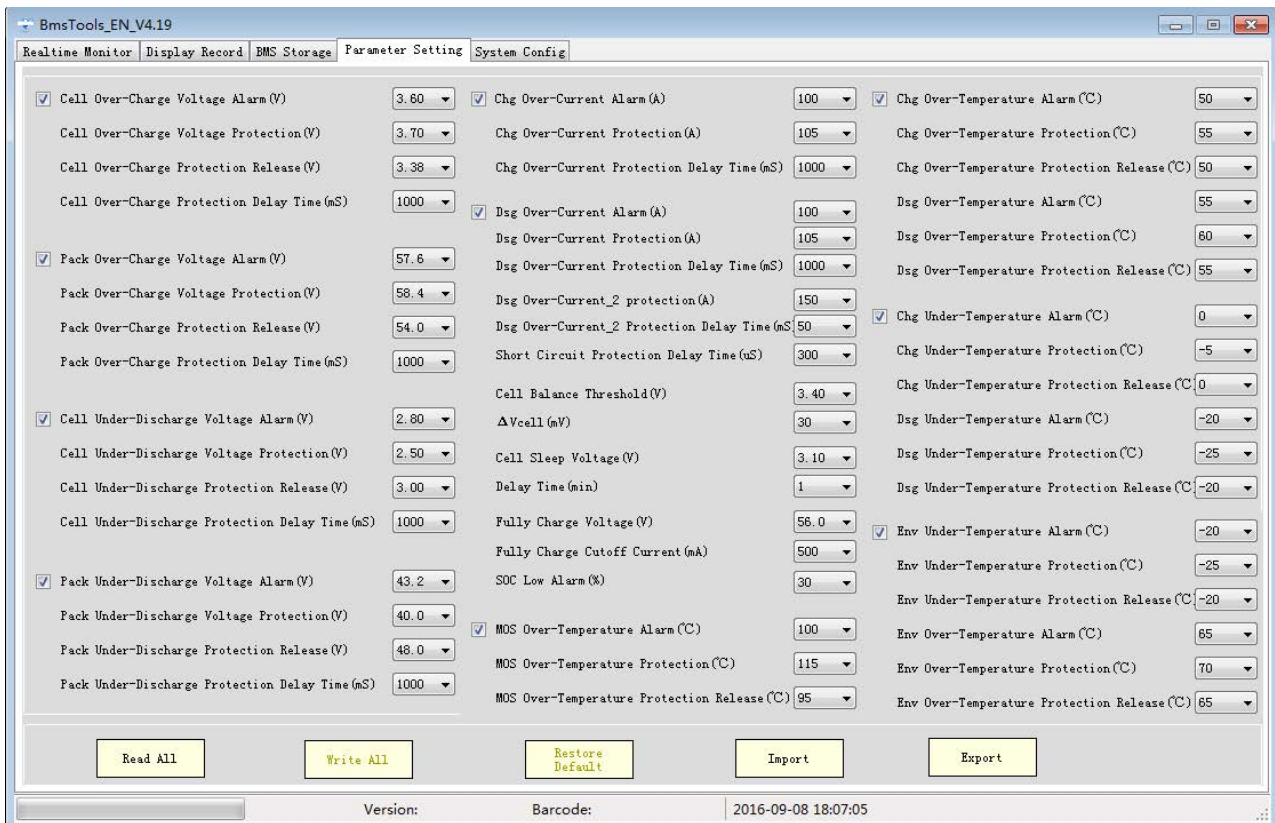 BmsTools_EN_V4.19
Realtime Monitor Display Record BMS Storage Parameter Setting System Config
Cell Over-Charge Voltage Alarm(V) 3.60
Cell Over-Charge Voltage Protection(V) 3.70
Cell Over-Charge Protection Release(V) 3.38
Cell Over-Charge Protection Delay Time(mS) 1000
Pack Over-Charge Voltage Alarm(V) 57.6
Pack Over-Charge Voltage Protection(V) 58.4
Pack Over-Charge Protection Release(V) 54.0
Pack Over-Charge Protection Delay Time(mS) 1000
Cell Under-Discharge Voltage Alarm(V) 2.80
Cell Under-Discharge Voltage Protection(V) 2.50
Cell Under-Discharge Protection Release(V) 3.00
Cell Under-Discharge Protection Delay Time(mS) 1000
Pack Under-Discharge Voltage Alarm(V) 43.2
Pack Under-Discharge Voltage Protection(V) 40.0
Pack Under-Discharge Protection Release(V) 48.0
Pack Under-Discharge Protection Delay Time(mS) 1000
Chg Over-Current Alarm(A) 100
Chg Over-Current Protection(A) 105
Chg Over-Current Protection Delay Time(mS) 1000
Dsg Over-Current Alarm(A) 100
Dsg Over-Current Protection(A) 105
Dsg Over-Current Protection Delay Time(mS) 1000
Dsg Over-Current_2 protection(A) 150
Dsg Over-Current_2 Protection Delay Time(mS 50
Short Circuit Protection Delay Time(uS) 300
Cell Balance Threshold(V) 3.40
ΔVcell(mV) 30
Cell Sleep Voltage(V) 3.10
Delay Time(min) 1
Fully Charge Voltage(V) 56.0
Fully Charge Cutoff Current(mA) 500
SOC Low Alarm(%) 30
MOS Over-Temperature Alarm(℃) 100
MOS Over-Temperature Protection(℃) 115
MOS Over-Temperature Protection Release(℃) 95
Chg Over-Temperature Alarm(℃) 50
Chg Over-Temperature Protection(℃) 55
Chg Over-Temperature Protection Release(℃) 50
Dsg Over-Temperature Alarm(℃) 55
Dsg Over-Temperature Protection(℃) 60
Dsg Over-Temperature Protection Release(℃) 55
Chg Under-Temperature Alarm(℃) 0
Chg Under-Temperature Protection(℃) -5
Chg Under-Temperature Protection Release(℃ 0
Dsg Under-Temperature Alarm(℃) -20
Dsg Under-Temperature Protection(℃) -25
Dsg Under-Temperature Protection Release(℃ -20
Env Under-Temperature Alarm(℃) -20
Env Under-Temperature Protection(℃) -25
Env Under-Temperature Protection Release(℃ -20
Env Over-Temperature Alarm(℃) 65
Env Over-Temperature Protection(℃) 70
Env Over-Temperature Protection Release(℃) 65
Read All
Write All
Restore
Default
Import
Export
Version: Barcode: 2016-09-08 18:07:05